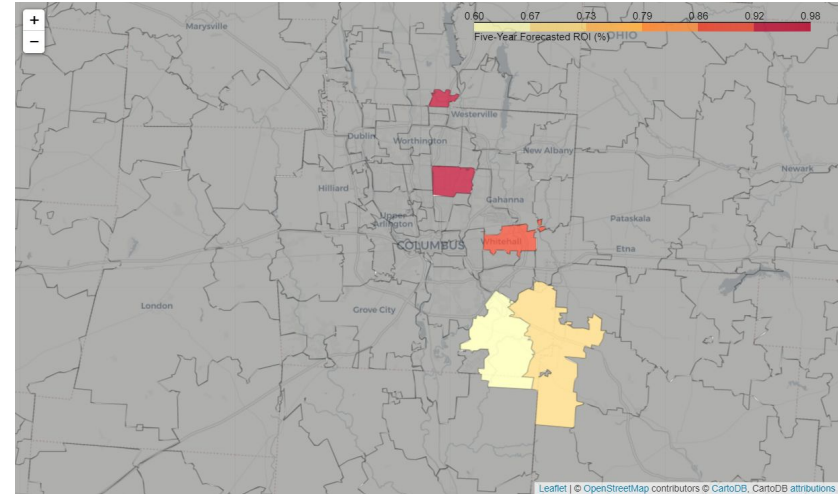 +
−
0.60 0.67 0.73 0.79 0.86 0.92 0.98
Five-Year Forecasted ROI (%)
OHIO
Marysville
Westerville
Dublin
Worthington
New Albany
Newark
Hilliard
Gahanna
Upper
Arlington
Pataskala
COLUMBUS
Whitehall
Etna
London
Grove City
Leaflet | © OpenStreetMap contributors © CartoDB, CartoDB attributions